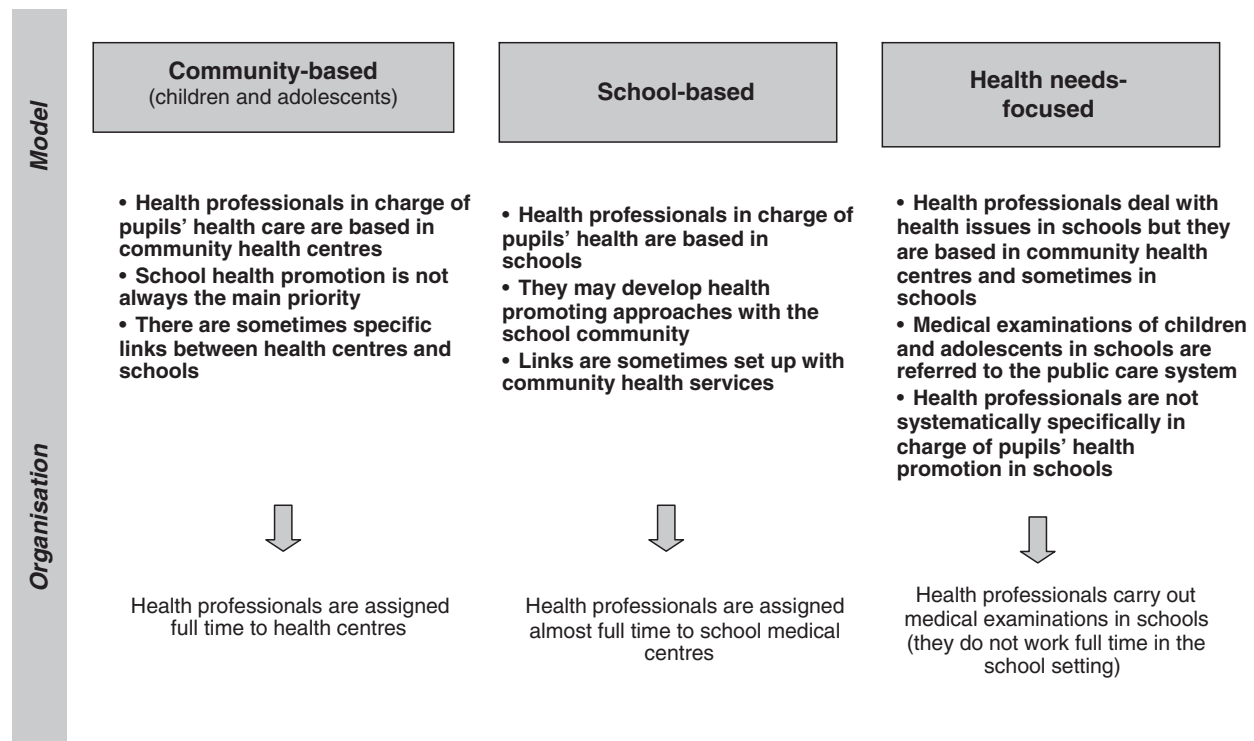 Model
Organisation
Community-based
(children and adolescents)
• Health professionals in charge of
pupils' health care are based in
community health centres
• School health promotion is not
always the main priority
• There are sometimes specific
links between health centres and
schools
Health professionals are assigned
full time to health centres
School-based
• Health professionals in charge of
pupils' health are based in
schools
• They may develop health
promoting approaches with the
school community
• Links are sometimes set up with
community health services
Health professionals are assigned
almost full time to school medical
centres
Health needs-
focused
• Health professionals deal with
health issues in schools but they
are based in community health
centres and sometimes in
schools
• Medical examinations of children
and adolescents in schools are
referred to the public care system
• Health professionals are not
systematically specifically in
charge of pupils' health
promotion in schools
Health professionals carry out
medical examinations in schools
(they do not work full time in the
school setting)